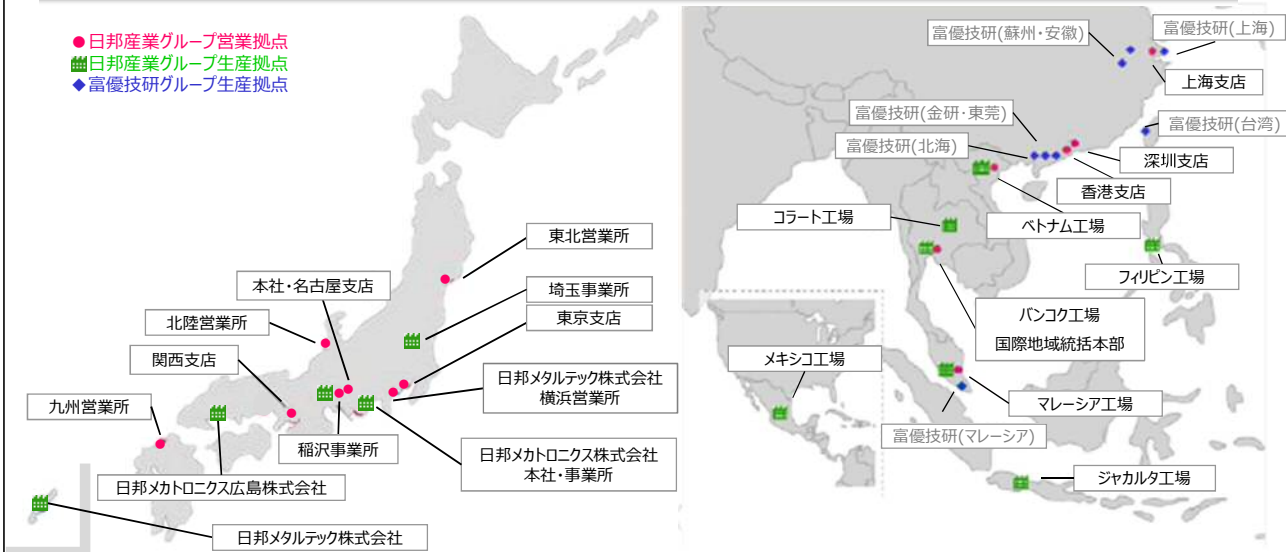 ●日邦産業グループ営業拠点
日邦産業グループ生産拠点
◆富優技研グループ生産拠点
東北営業所
本社・名古屋支店
埼玉事業所
東京支店
北陸営業所
関西支店
日邦メタルテック株式会社
横浜営業所
九州営業所
稲沢事業所
日邦メカトロニクス株式会社
本社・事業所
日邦メカトロニクス広島株式会社
日邦メタルテック株式会社
富優技研(蘇州・安徽)
富優技研(上海)
上海支店
富優技研(金研・東莞)
富優技研(台湾)
富優技研(北海)
深圳支店
香港支店
コラート工場
ベトナム工場
フィリピン工場
バンコク工場
国際地域統括本部
メキシコ工場
マレーシア工場
富優技研(マレーシア)
ジャカルタ工場